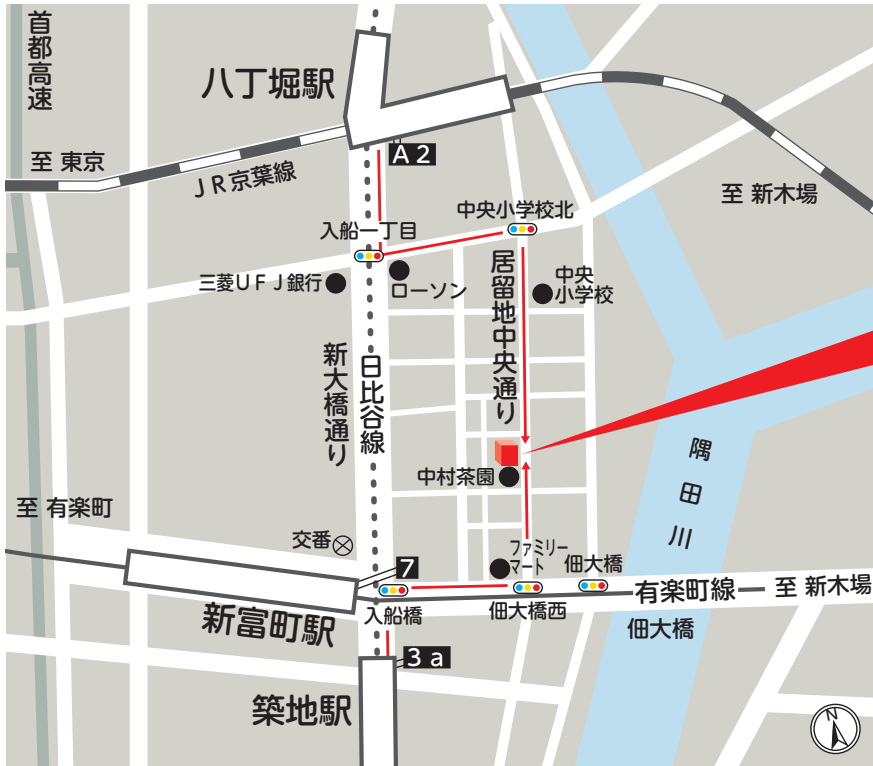 首都高速
八丁堀駅
至 東京
JR京葉線
A2
至 新木場
中央小学校北
入船一丁目
三菱UFJ銀行
ローソン
居留地中央通り
中央
小学校
新大橋通り
日比谷線
中村茶園
隅田川
至 有楽町
交番
7
ファミリー
マート
佃大橋
有楽町線
至 新木場
新富町駅
入船橋
佃大橋西
佃大橋
3a
築地駅
N